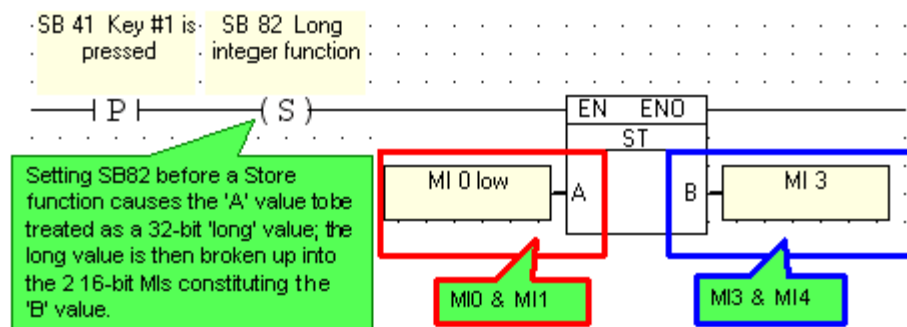 SB 41 Key #1 is
pressed
SB 82 Long
integer function
P
(S)
EN ENO
ST
MI 0 low
A
B
MI 3
Setting SB82 before a Store
function causes the 'A' value to be
treated as a 32-bit 'long' value; the
long value is then broken up into
the 2 16-bit MIs constituting the
'B' value.
MI0 & MI1
MI3 & MI4